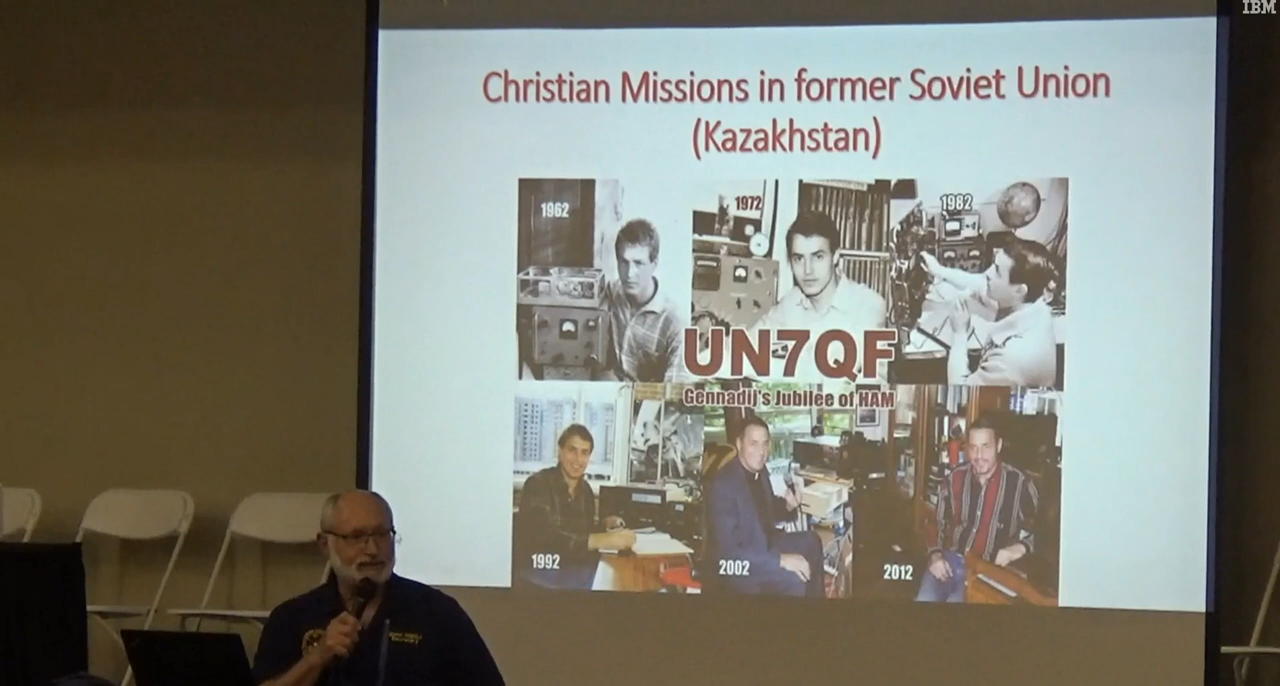 IBM
Christian Missions in former Soviet Union
(Kazakhstan)
1962
1972
1982
UN7QF
Gennadij's Jubilee of HAM
1992
2002
2012